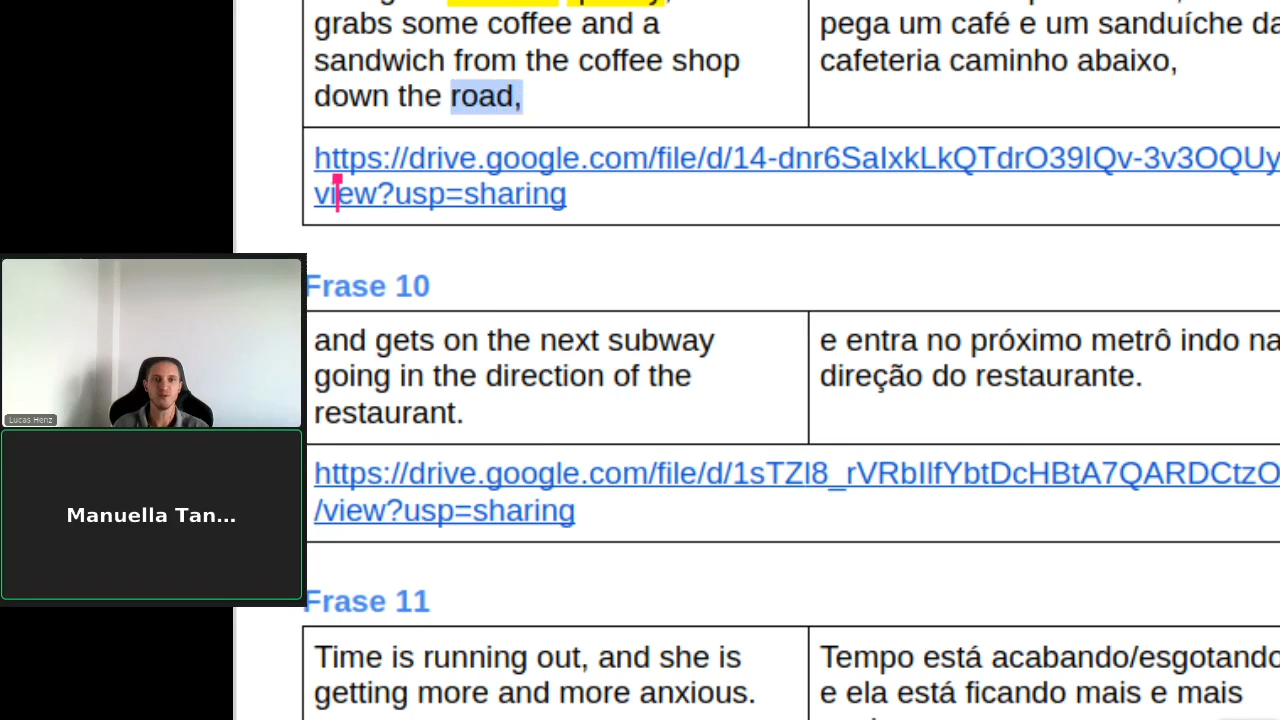 grabs some coffee and a
sandwich from the coffee shop
down the road,
pega um café e um sanduíche da
cafeteria caminho abaixo,
https://drive.google.com/file/d/14-dnr6SaIxkLkQTdrO39IQv-3v3OQUy
view?usp=sharing
Frase 10
and gets on the next subway
going in the direction of the
restaurant.
e entra no próximo metrô indo na
direção do restaurante.
https://drive.google.com/file/d/1sTZl8_rVRbIlfYbtDcHBtA7QARDCtzO
/view?usp=sharing
Frase 11
Time is running out, and she is
getting more and more anxious.
Tempo está acabando/esgotando
e ela está ficando mais e mais
Lucas Henz
Manuella Tan...